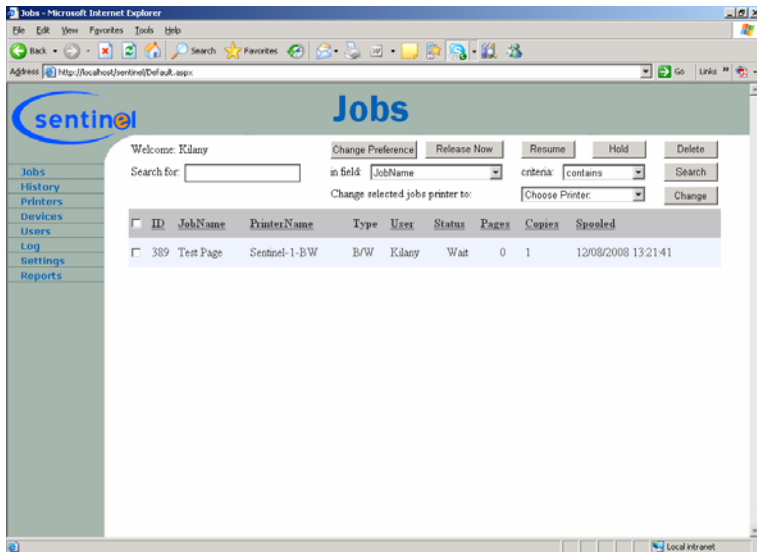 Jobs - Microsoft Internet Explorer
File Edit View Favorites Tools Help
Back Search Favorites
Address http://localhost/sentinel/Default.aspx Go Links »
sentinel
Jobs
Welcome: Kilany Change Preference Release Now Resume Hold Delete
Search for: in field: JobName criteria: contains Search
Change selected jobs printer to: Choose Printer: Change
Jobs
History
Printers
Devices
Users
Log
Settings
Reports
ID JobName PrinterName Type User Status Pages Copies Spooled
389 Test Page Sentinel-1-BW B/W Kilany Wait 0 1 12/08/2008 13:21:41
Local intranet